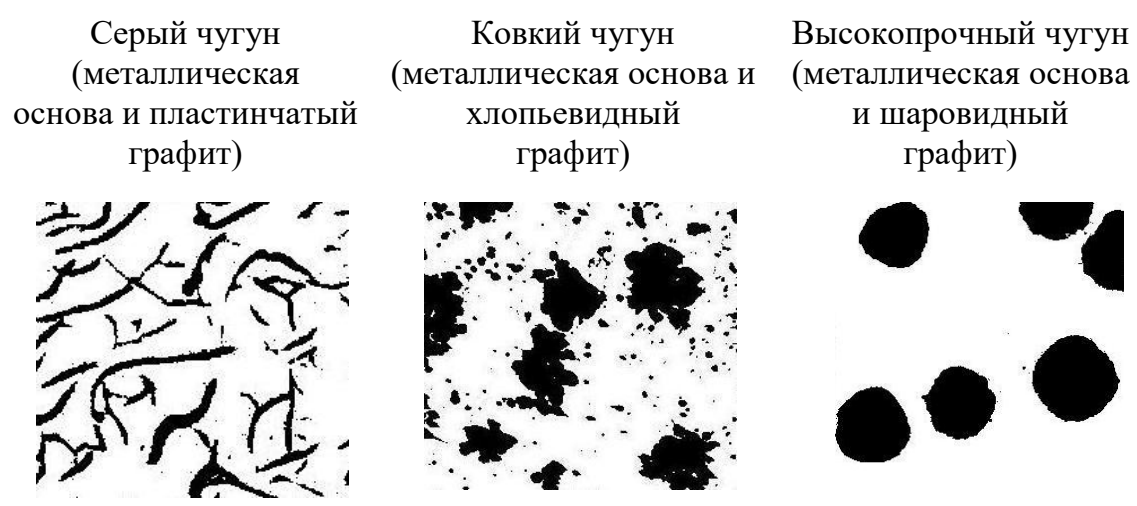 Серый чугун
(металлическая
основа и пластинчатый
графит)
Ковкий чугун
(металлическая основа и
хлопьевидный
графит)
Высокопрочный чугун
(металлическая основа
и шаровидный
графит)